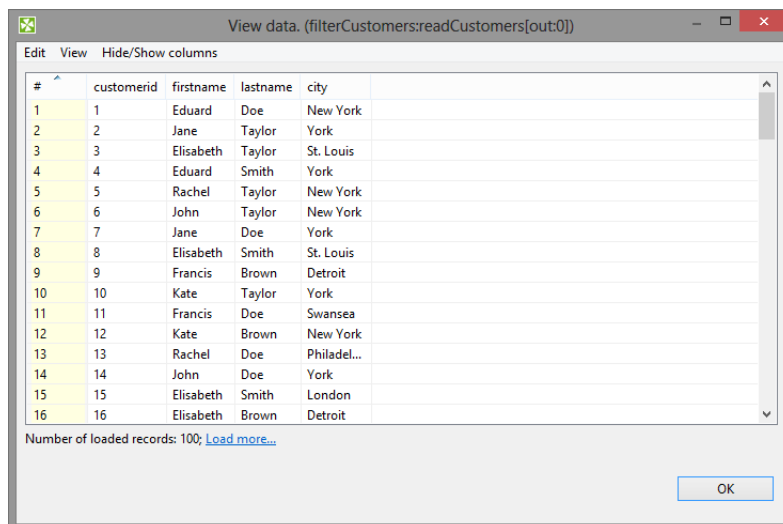 View data. (filterCustomers:readCustomers[out:0])
Edit View Hide/Show columns
# customerid firstname lastname city
1 1 Eduard Doe New York
2 2 Jane Taylor York
3 3 Elisabeth Taylor St. Louis
4 4 Eduard Smith York
5 5 Rachel Taylor New York
6 6 John Taylor New York
7 7 Jane Doe York
8 8 Elisabeth Smith St. Louis
9 9 Francis Brown Detroit
10 10 Kate Taylor York
11 11 Francis Doe Swansea
12 12 Kate Brown New York
13 13 Rachel Doe Philadel...
14 14 John Doe York
15 15 Elisabeth Smith London
16 16 Elisabeth Brown Detroit
Number of loaded records: 100; Load more...
OK